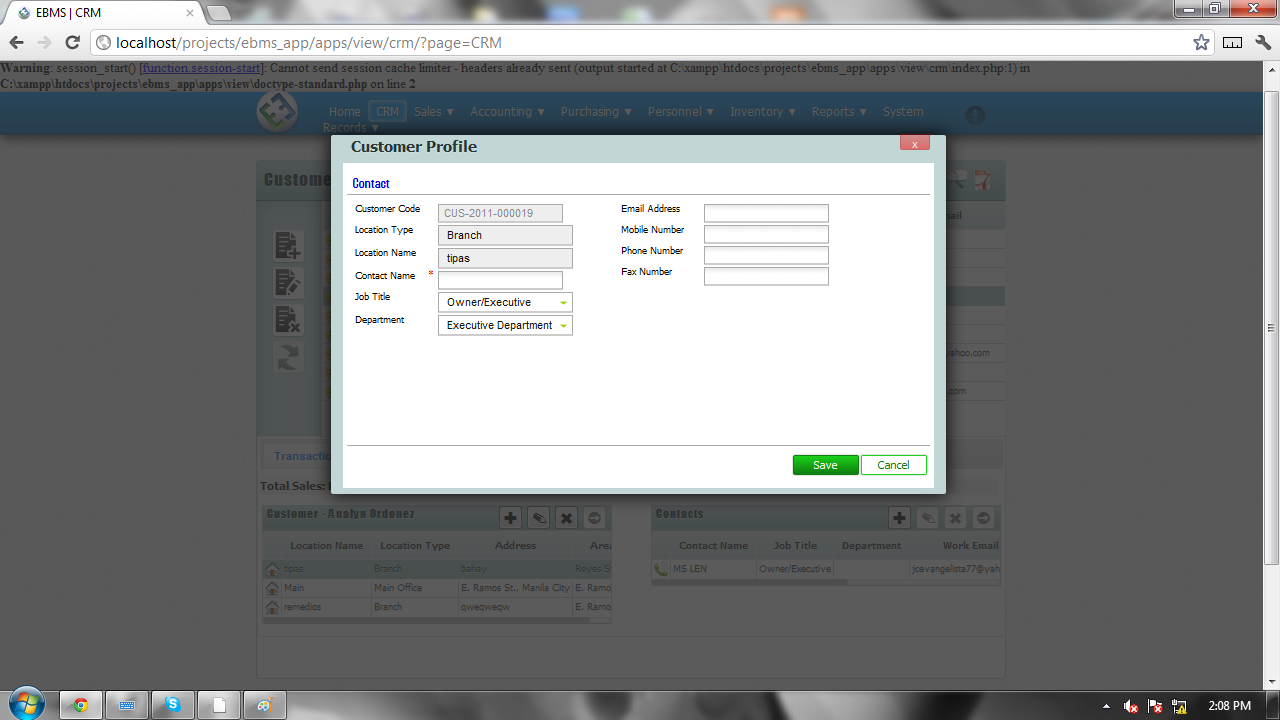 EBMS | CRM
localhost/projects/ebms_app/apps/view/crm/?page=CRM
Warning: session_start() [function.session-start]: Cannot send session cache limiter - headers already sent (output started at C:\xampp\htdocs\projects\ebms_app\apps\view\crm\index.php:1) in
C:\xampp\htdocs\projects\ebms_app\apps\view\doctype-standard.php on line 2
Home CRM Sales ▼ Accounting ▼ Purchasing ▼ Personnel ▼ Inventory ▼ Reports ▼ System
Records ▼
Customer Profile x
Custome
Contact
Customer Code CUS-2011-000019 Email Address
Location Type Branch Mobile Number
Location Name tipas Phone Number
Contact Name * Fax Number
Job Title Owner/Executive
Department Executive Department
ail
yahoo.com
om
Transactio
Save Cancel
Total Sales:
Customer - Analyn Ordonez Contacts
Location Name Location Type Address Area Contact Name Job Title Department Work Email
tipas Branch bahay Reyes S MS LEN Owner/Executive jcevangelista77@yah
Main Main Office E. Ramos St., Manila City E. Ramo
remedios Branch qweqweqw E. Ramo
2:08 PM